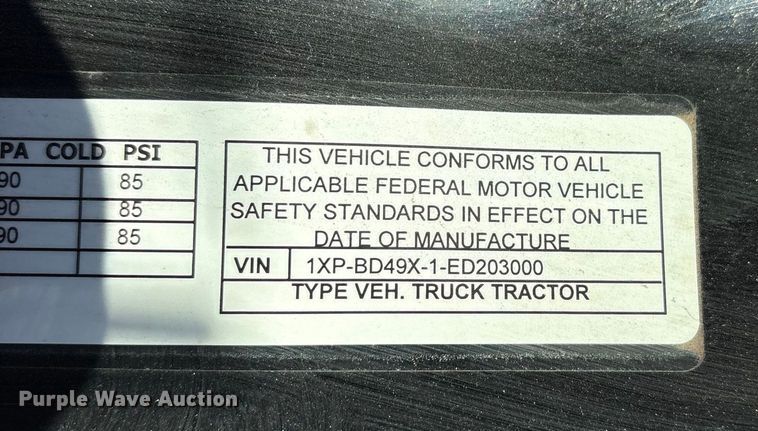 PA COLD PSI
90 85
90 85
90 85
THIS VEHICLE CONFORMS TO ALL
APPLICABLE FEDERAL MOTOR VEHICLE
SAFETY STANDARDS IN EFFECT ON THE
DATE OF MANUFACTURE
VIN 1XP-BD49X-1-ED203000
TYPE VEH. TRUCK TRACTOR
Purple Wave Auction